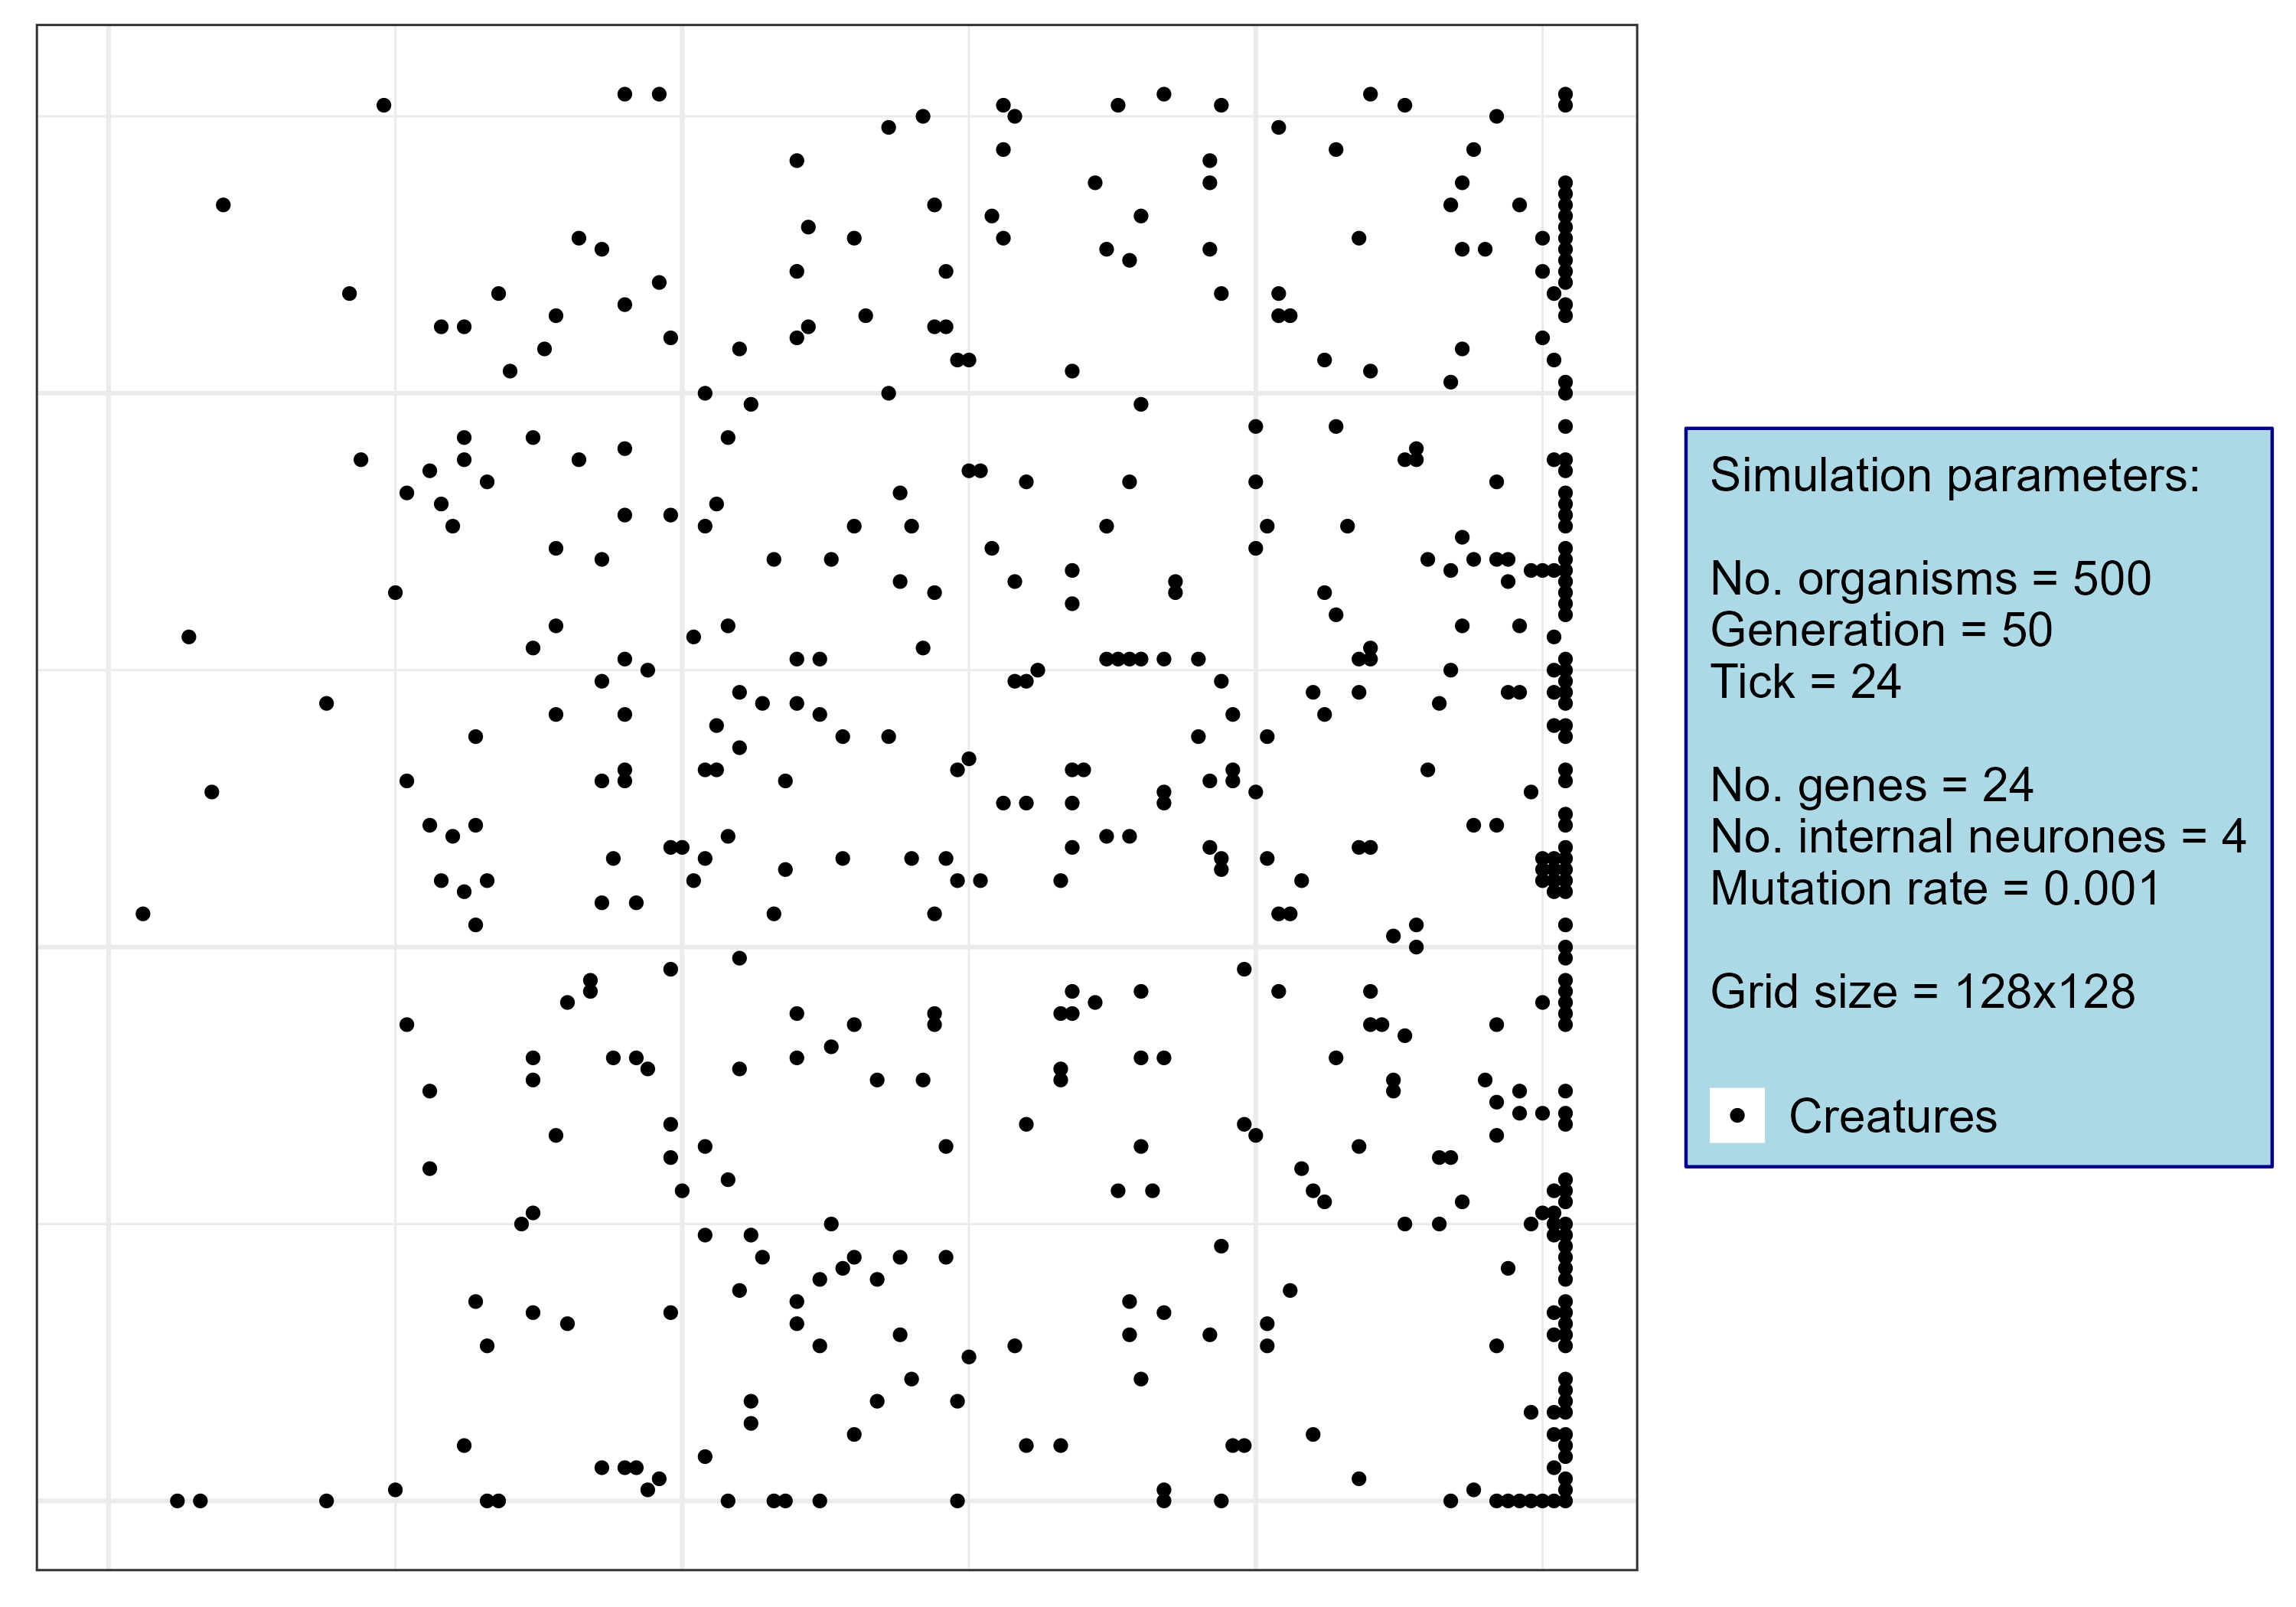 Simulation parameters:
No. organisms = 500
Generation = 50
Tick = 24
No. genes = 24
No. internal neurones = 4
Mutation rate = 0.001
Grid size = 128x128
Creatures